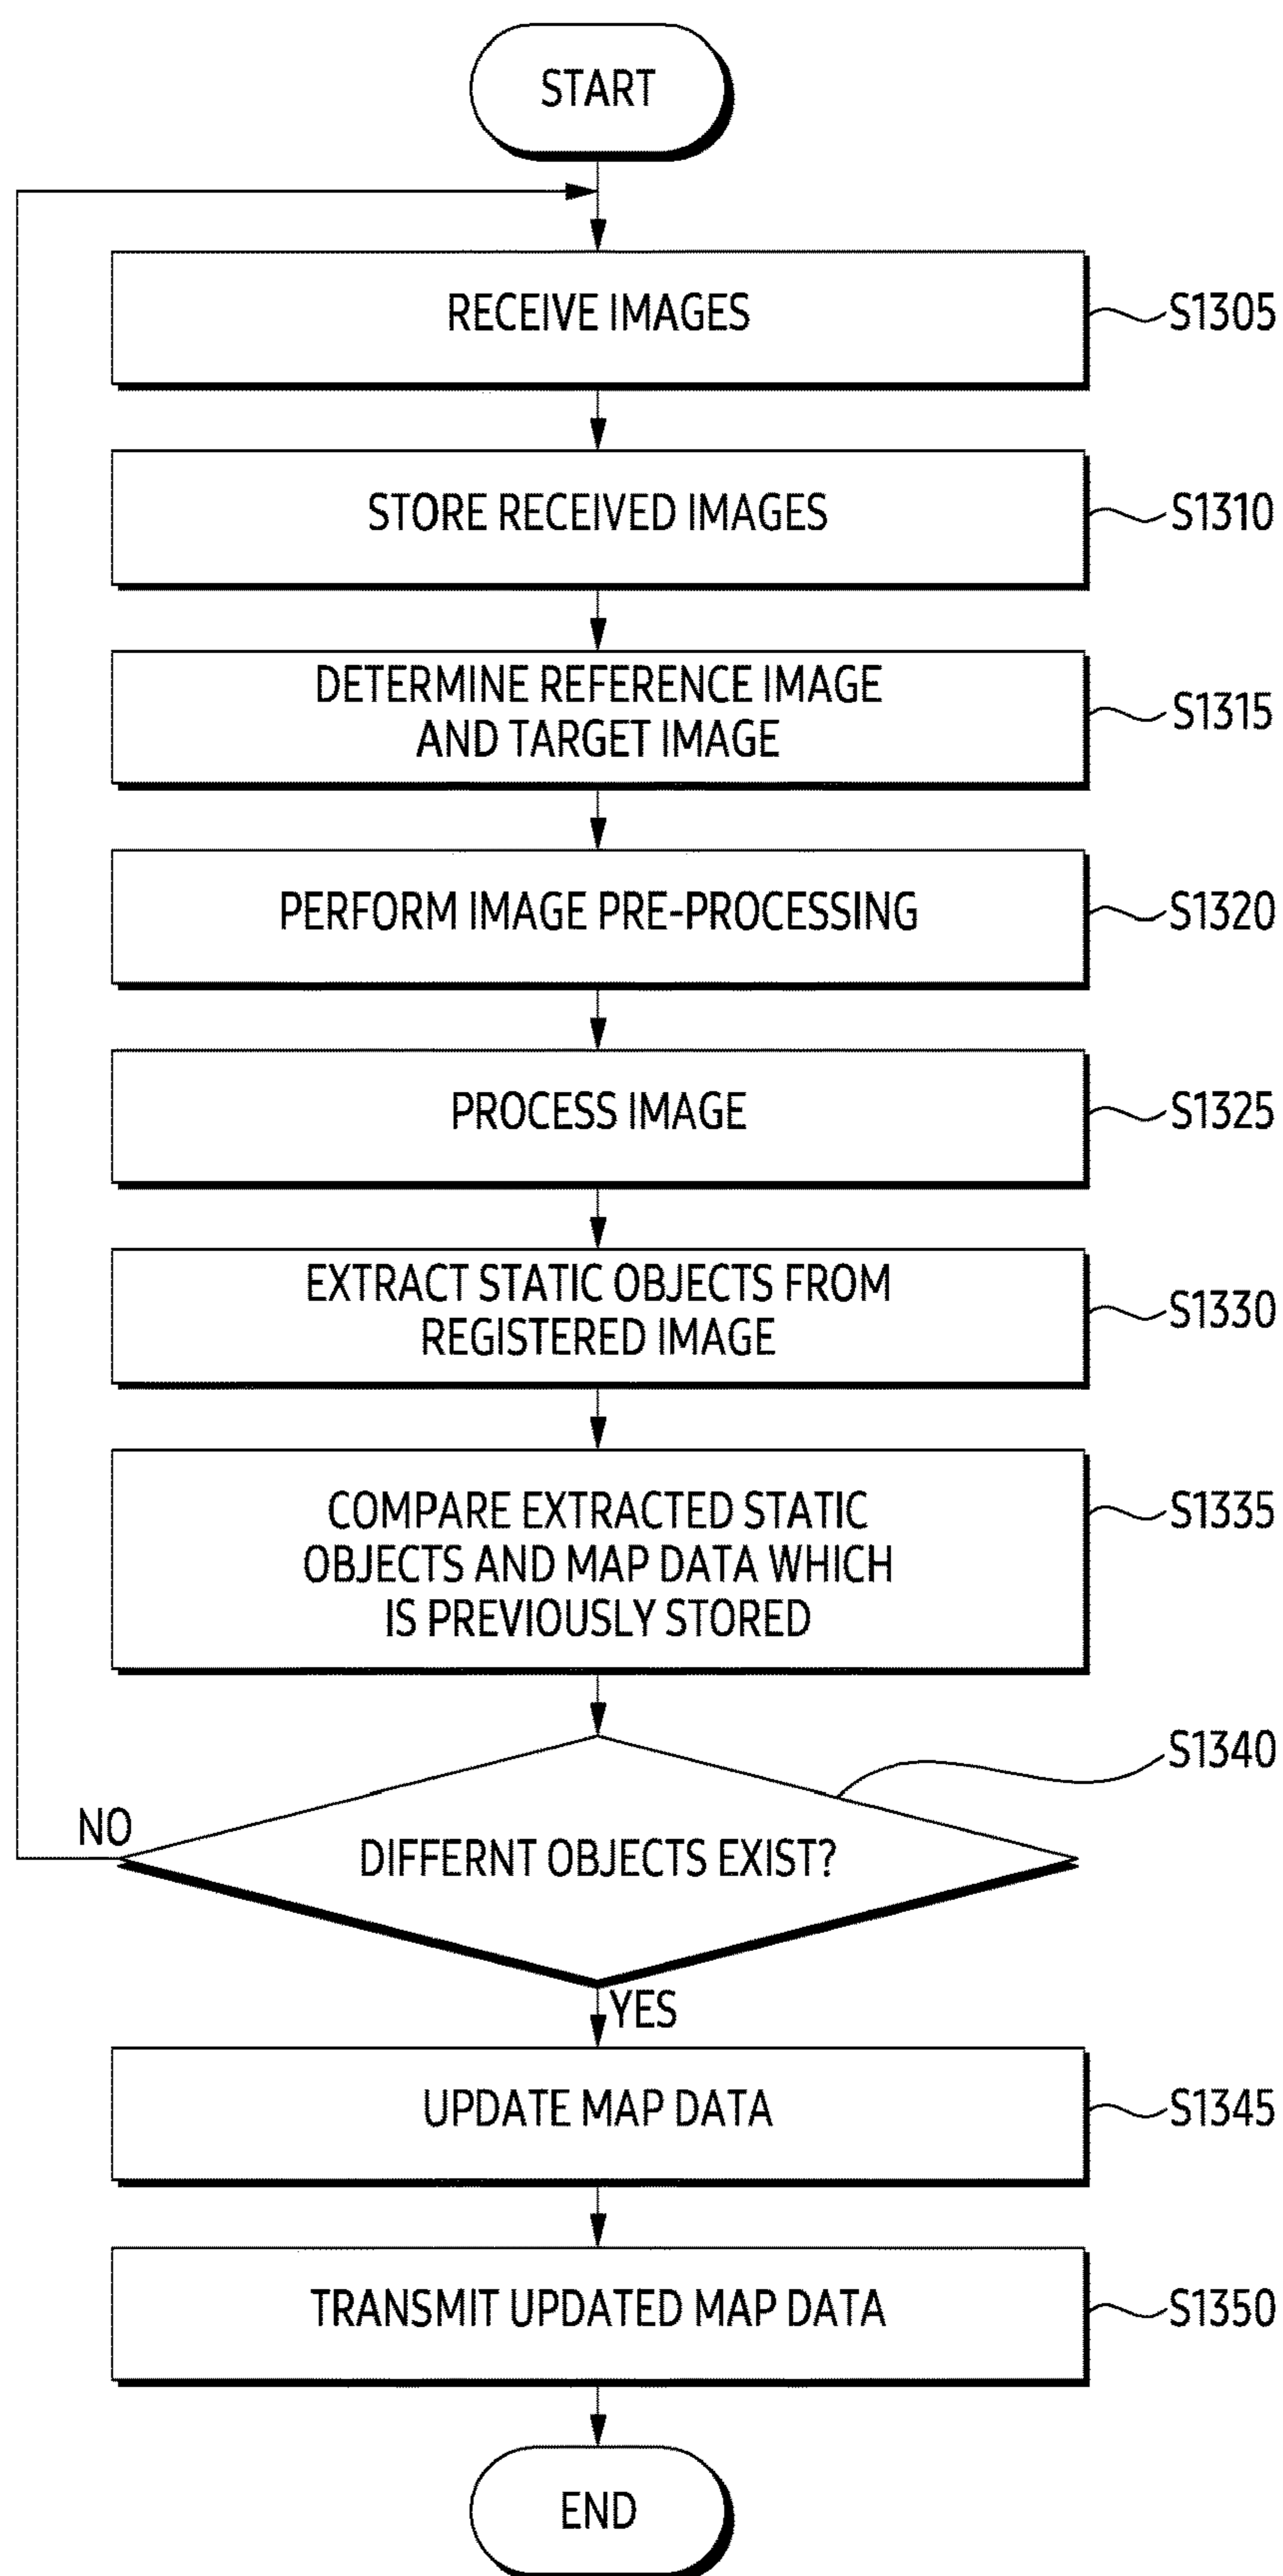 START
RECEIVE IMAGES
S1305
STORE RECEIVED IMAGES
S1310
DETERMINE REFERENCE IMAGE
AND TARGET IMAGE
S1315
PERFORM IMAGE PRE-PROCESSING
S1320
PROCESS IMAGE
S1325
EXTRACT STATIC OBJECTS FROM
REGISTERED IMAGE
S1330
COMPARE EXTRACTED STATIC
OBJECTS AND MAP DATA WHICH
IS PREVIOUSLY STORED
S1335
S1340
NO
DIFFERNT OBJECTS EXIST?
YES
UPDATE MAP DATA
S1345
TRANSMIT UPDATED MAP DATA
S1350
END